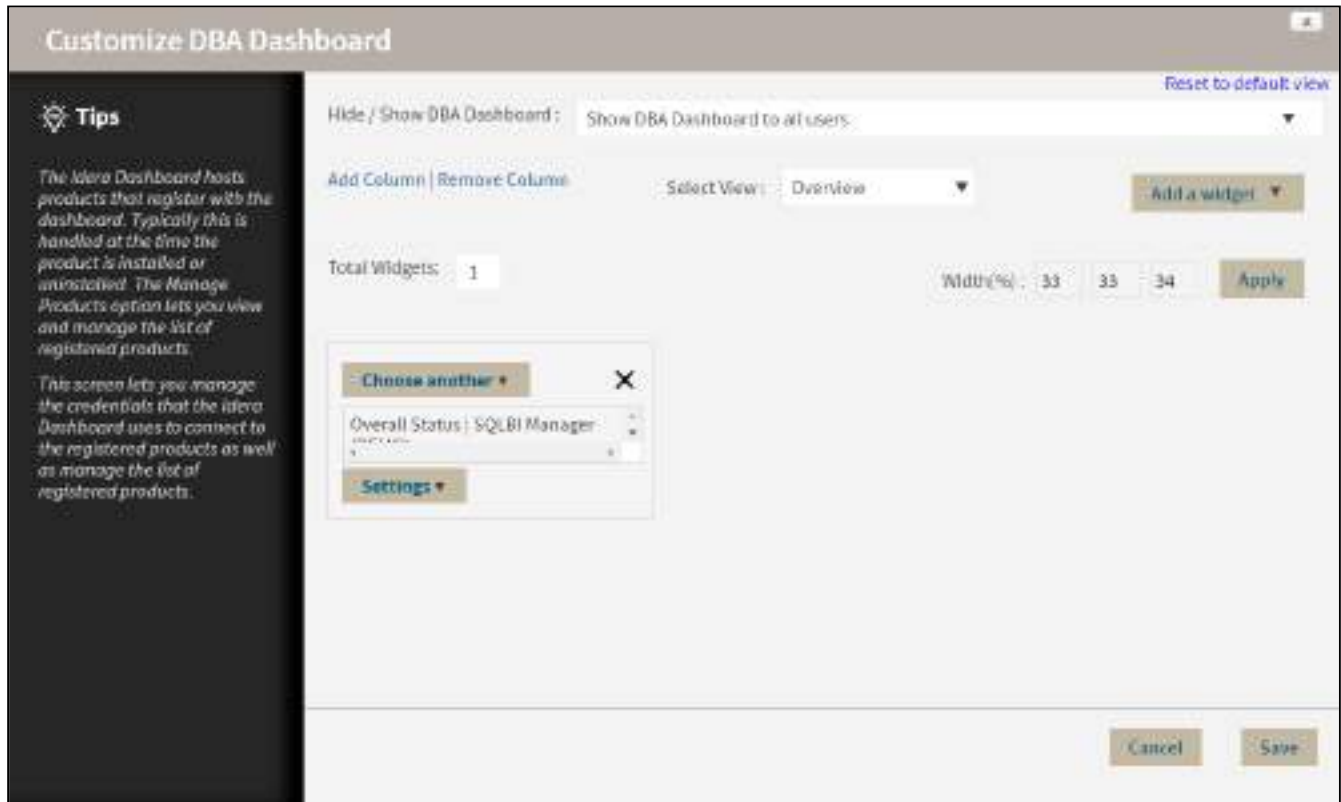 Customize DBA Dashboard
x
Reset to default view
Tips
The Idera Dashboard hosts
products that register with the
dashboard. Typically this is
handled at the time the
product is installed or
uninstalled. The Manage
Products option lets you view
and manage the list of
registered products.
This screen lets you manage
the credentials that the Idera
Dashboard uses to connect to
the registered products as well
as manage the list of
registered products.
Hide / Show DBA Dashboard :
Show DBA Dashboard to all users
Add Column | Remove Column
Select View : Overview
Add a widget
Total Widgets: 1
Width(%) : 33 33 34 Apply
Choose another
Overall Status | SQLBI Manager
Settings
Cancel Save